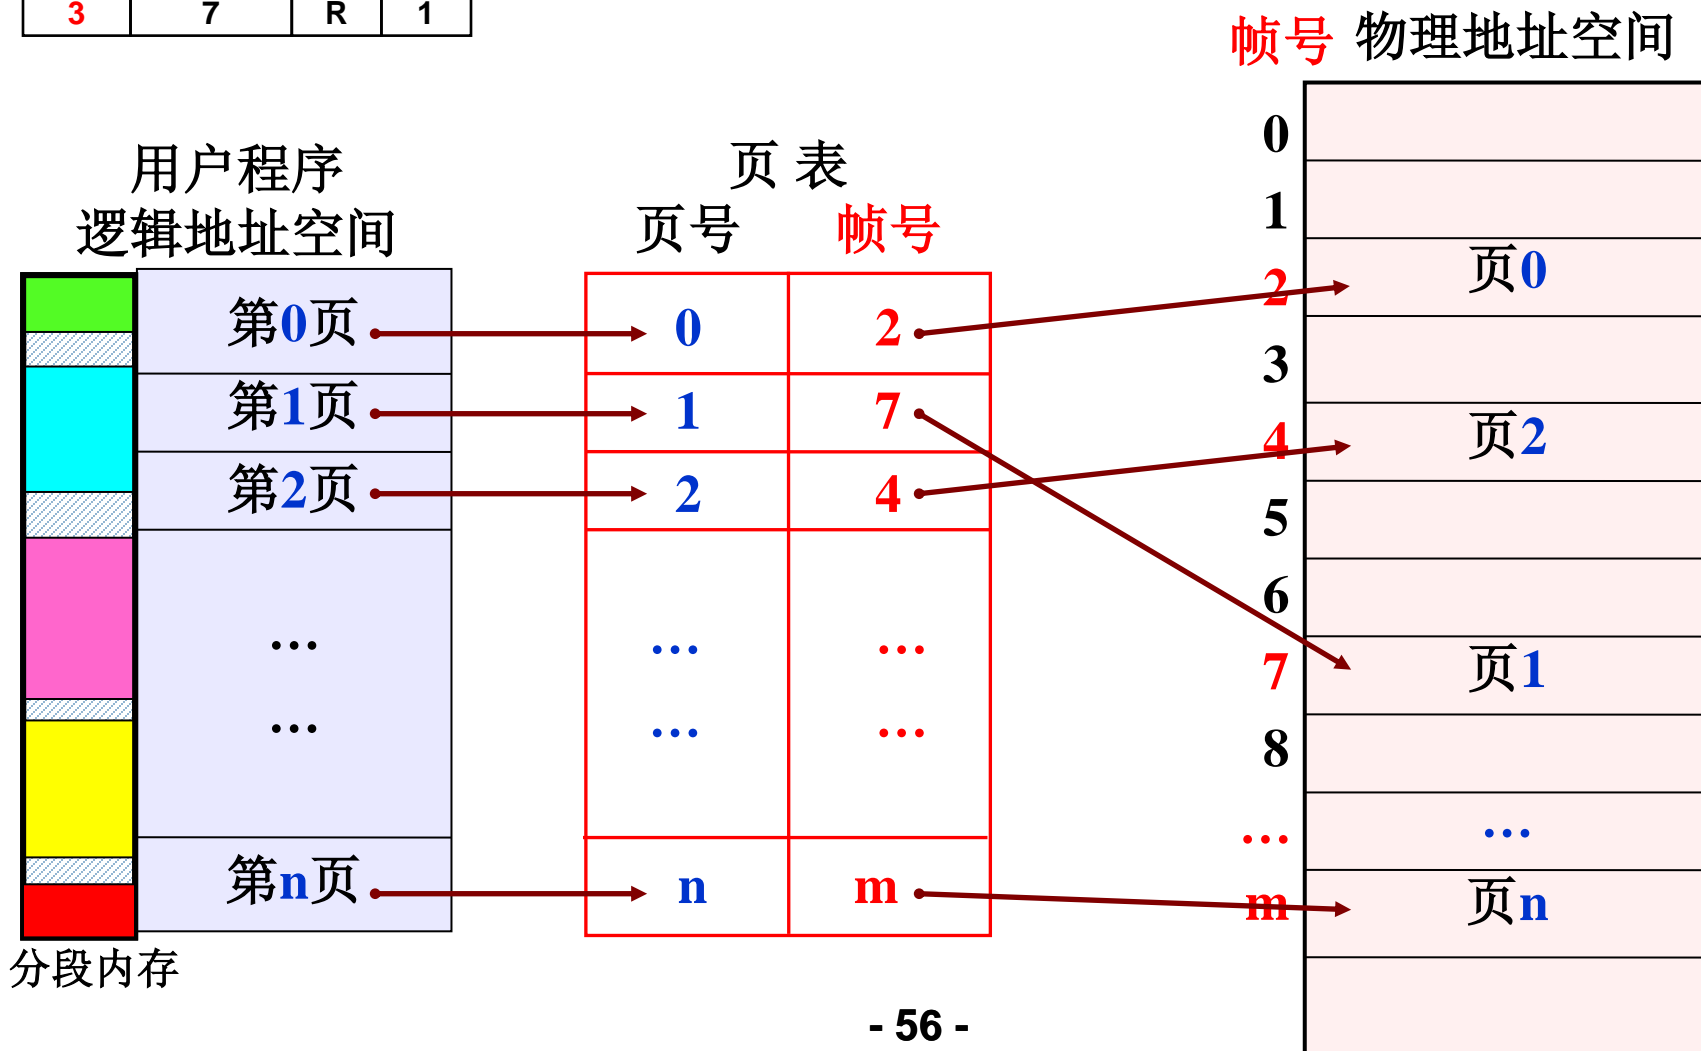 3 7 R 1
帧号 物理地址空间
用户程序
逻辑地址空间
页 表
页号 帧号
第0页 0 2
第1页 1 7
第2页 2 4
… … …
… … …
第n页 n m
0
1
2 页0
3
4 页2
5
6
7 页1
8
… …
m 页n
分段内存
- 56 -